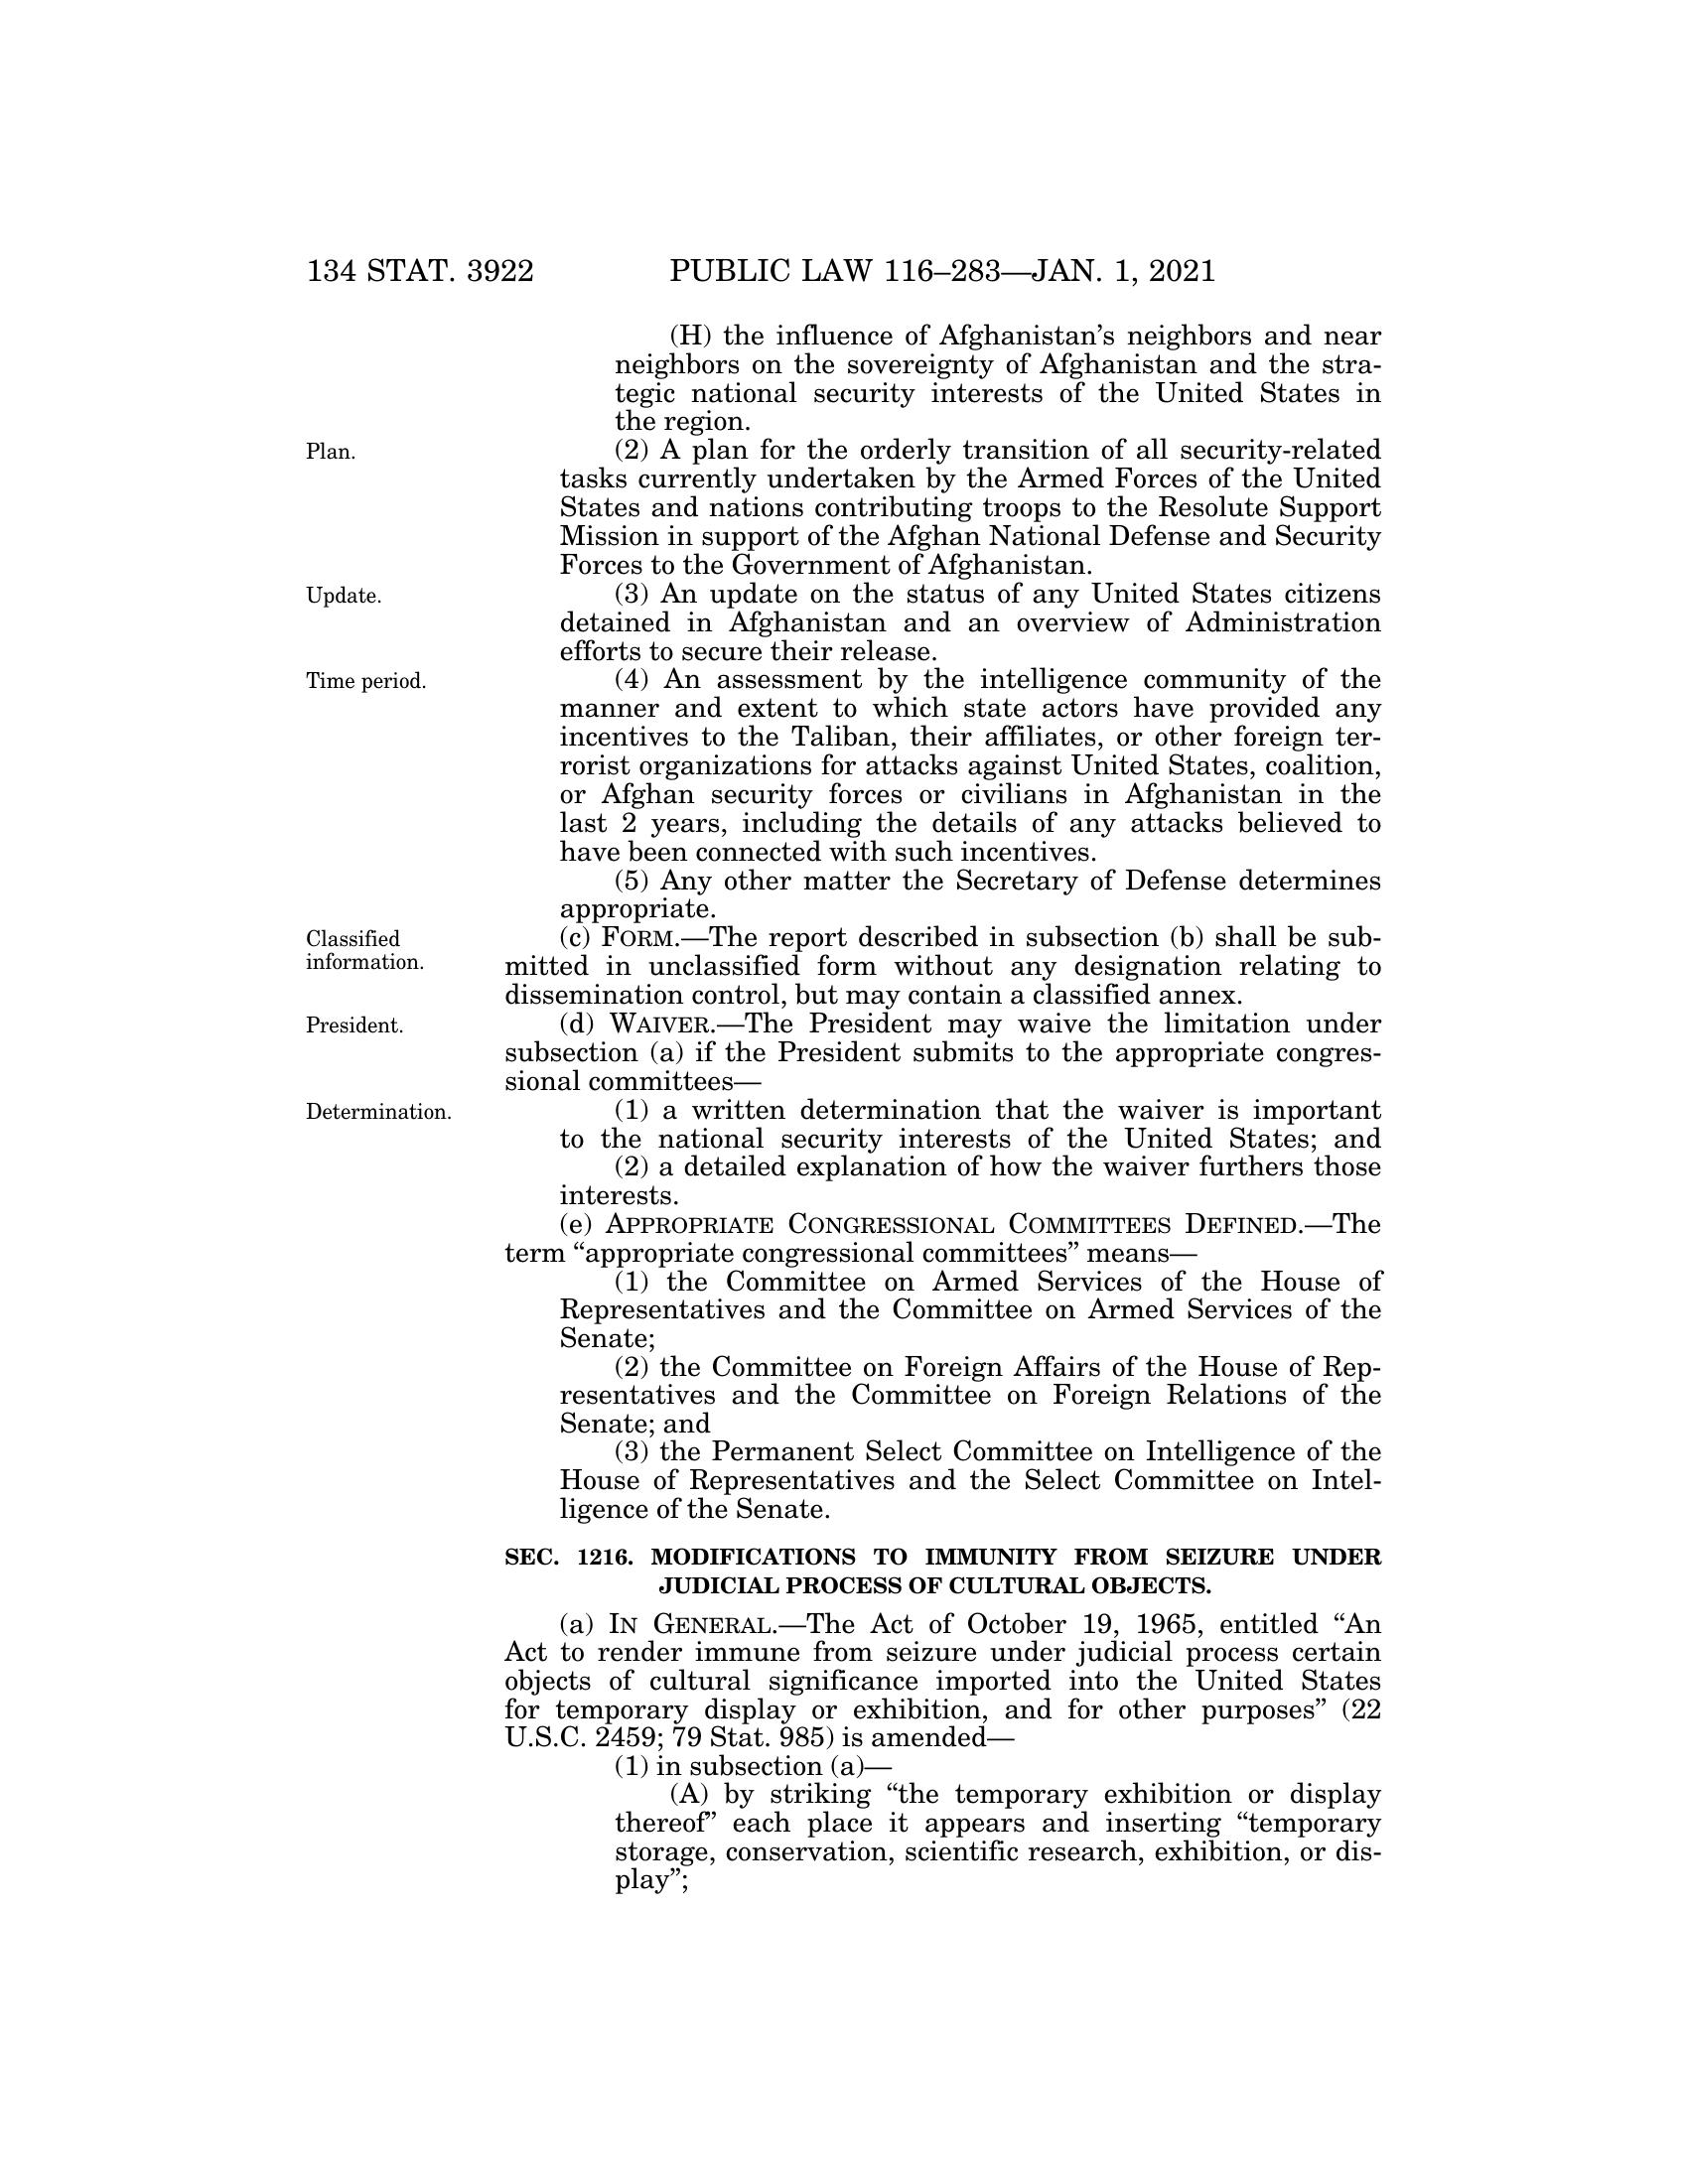 134 STAT. 3922 PUBLIC LAW 116–283—JAN. 1, 2021
(H) the influence of Afghanistan’s neighbors and near
neighbors on the sovereignty of Afghanistan and the stra-
tegic national security interests of the United States in
the region.
Plan.
(2) A plan for the orderly transition of all security-related
tasks currently undertaken by the Armed Forces of the United
States and nations contributing troops to the Resolute Support
Mission in support of the Afghan National Defense and Security
Forces to the Government of Afghanistan.
Update.
(3) An update on the status of any United States citizens
detained in Afghanistan and an overview of Administration
efforts to secure their release.
Time period.
(4) An assessment by the intelligence community of the
manner and extent to which state actors have provided any
incentives to the Taliban, their affiliates, or other foreign ter-
rorist organizations for attacks against United States, coalition,
or Afghan security forces or civilians in Afghanistan in the
last 2 years, including the details of any attacks believed to
have been connected with such incentives.
(5) Any other matter the Secretary of Defense determines
appropriate.
Classified
information.
(c) FORM.—The report described in subsection (b) shall be sub-
mitted in unclassified form without any designation relating to
dissemination control, but may contain a classified annex.
President.
(d) WAIVER.—The President may waive the limitation under
subsection (a) if the President submits to the appropriate congres-
sional committees—
Determination.
(1) a written determination that the waiver is important
to the national security interests of the United States; and
(2) a detailed explanation of how the waiver furthers those
interests.
(e) APPROPRIATE CONGRESSIONAL COMMITTEES DEFINED.—The
term “appropriate congressional committees” means—
(1) the Committee on Armed Services of the House of
Representatives and the Committee on Armed Services of the
Senate;
(2) the Committee on Foreign Affairs of the House of Rep-
resentatives and the Committee on Foreign Relations of the
Senate; and
(3) the Permanent Select Committee on Intelligence of the
House of Representatives and the Select Committee on Intel-
ligence of the Senate.
SEC. 1216. MODIFICATIONS TO IMMUNITY FROM SEIZURE UNDER
JUDICIAL PROCESS OF CULTURAL OBJECTS.
(a) IN GENERAL.—The Act of October 19, 1965, entitled “An
Act to render immune from seizure under judicial process certain
objects of cultural significance imported into the United States
for temporary display or exhibition, and for other purposes” (22
U.S.C. 2459; 79 Stat. 985) is amended—
(1) in subsection (a)—
(A) by striking “the temporary exhibition or display
thereof” each place it appears and inserting “temporary
storage, conservation, scientific research, exhibition, or dis-
play”;